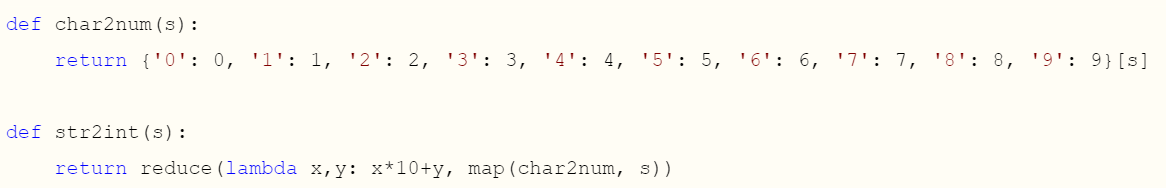 def char2num(s):
    return {'0': 0, '1': 1, '2': 2, '3': 3, '4': 4, '5': 5, '6': 6, '7': 7, '8': 8, '9': 9}[s]
def str2int(s):
    return reduce(lambda x,y: x*10+y, map(char2num, s))